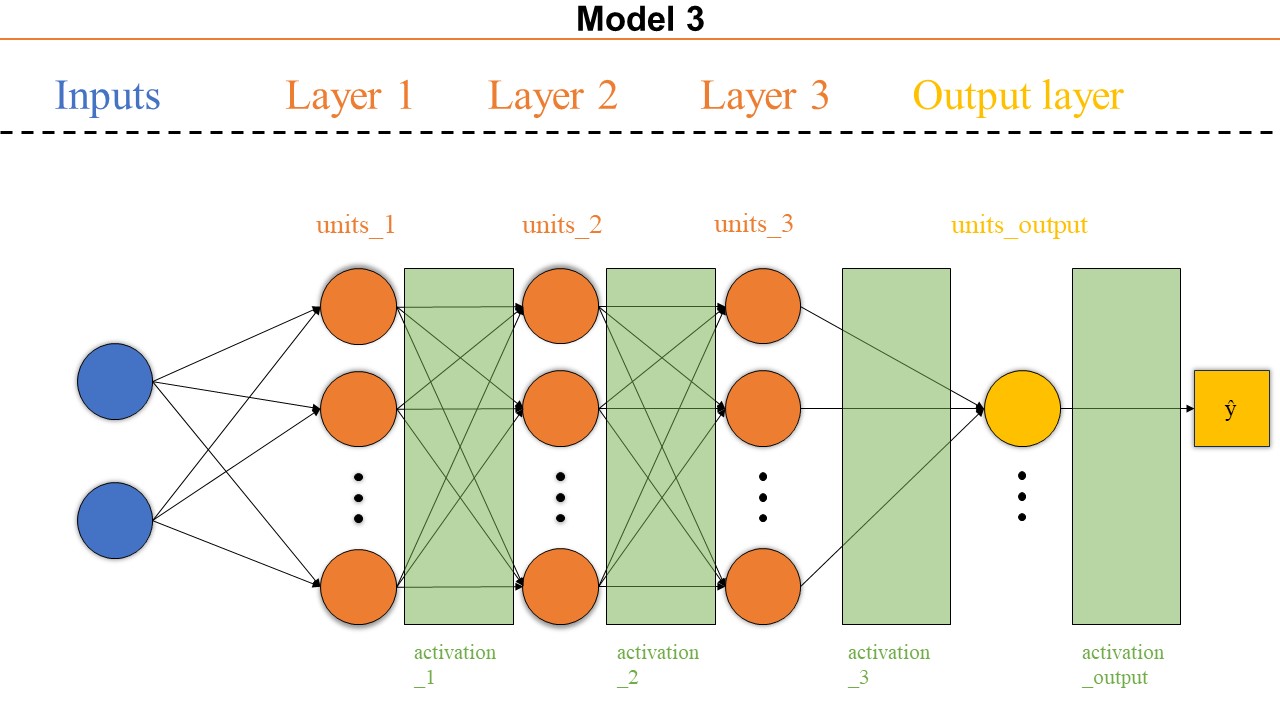 Model 3
Inputs
Layer 1
Layer 2
Layer 3
Output layer
units_1
units_2
units_3
units_output
ŷ
activation
_1
activation
_2
activation
_3
activation
_output